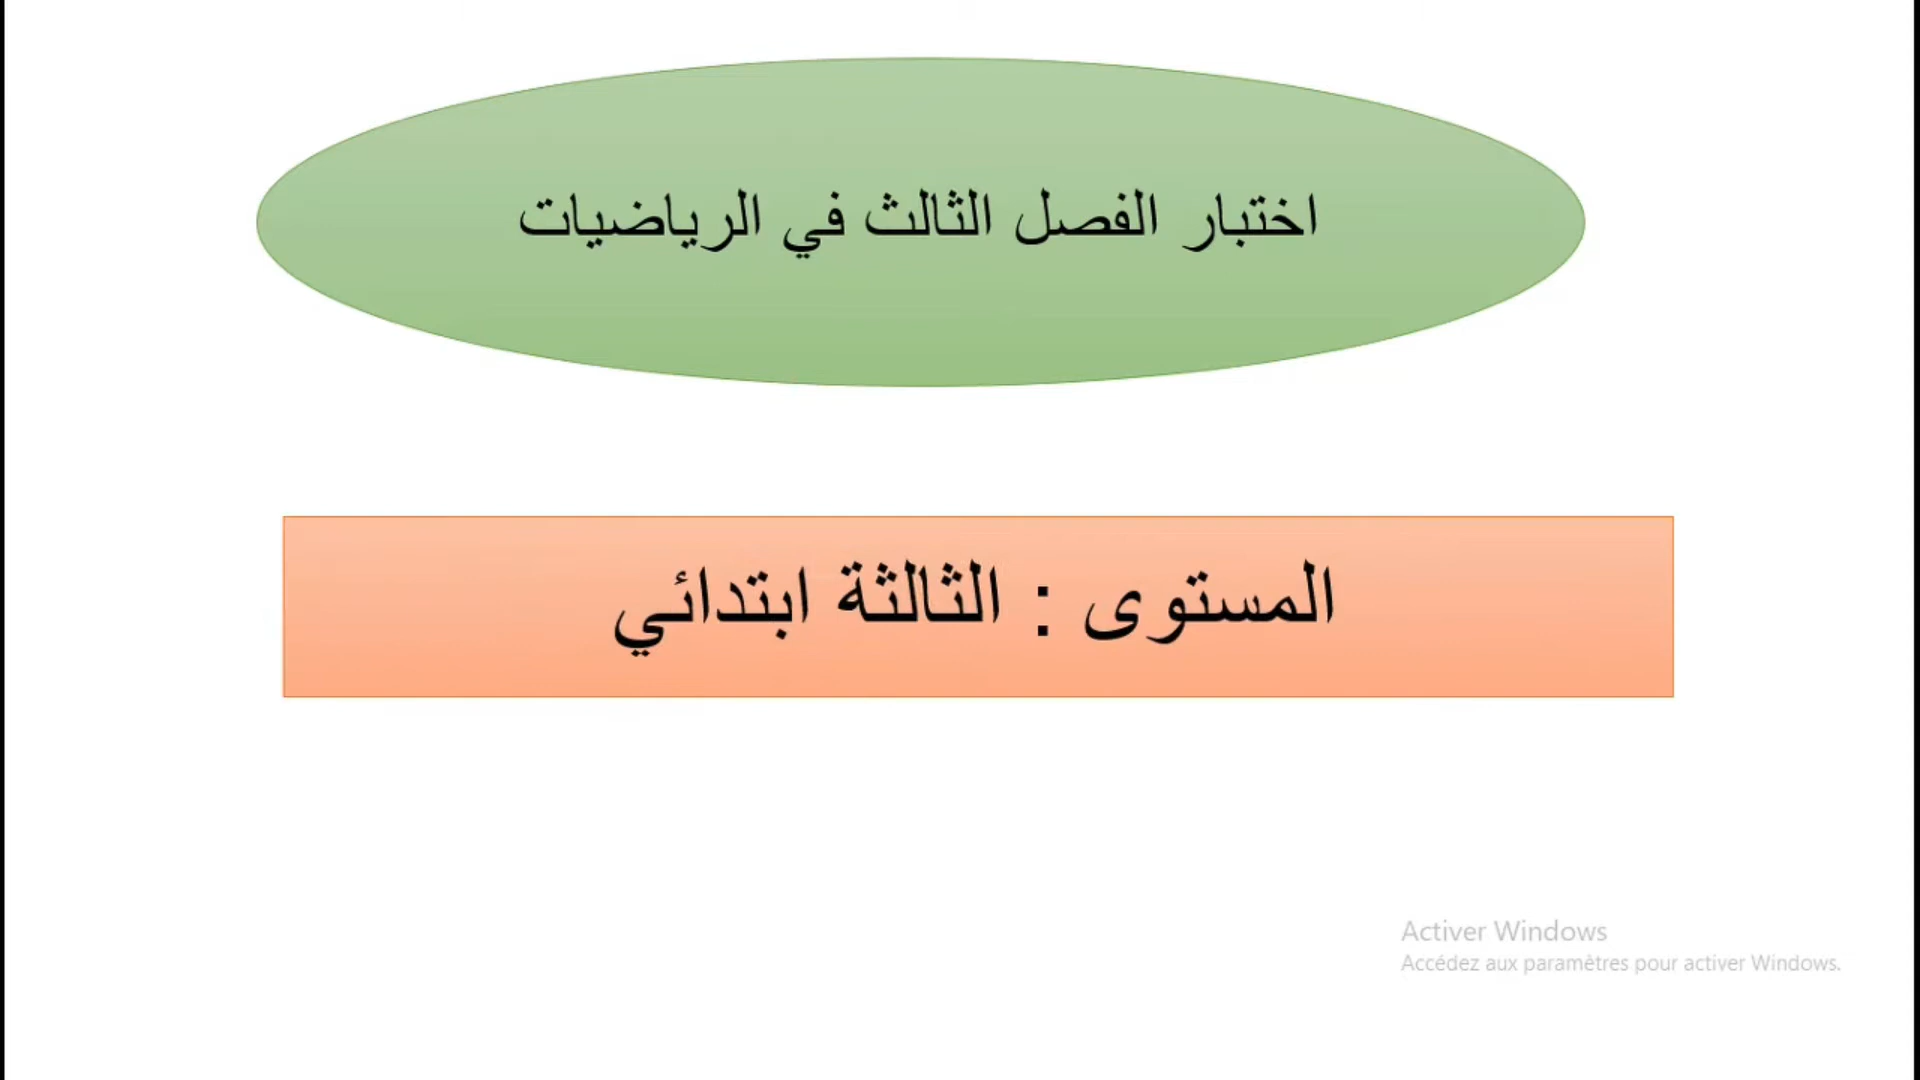 اختبار الفصل الثالث في الرياضيات
المستوى : الثالثة ابتدائي
Activer Windows
Accédez aux paramètres pour activer Windows.